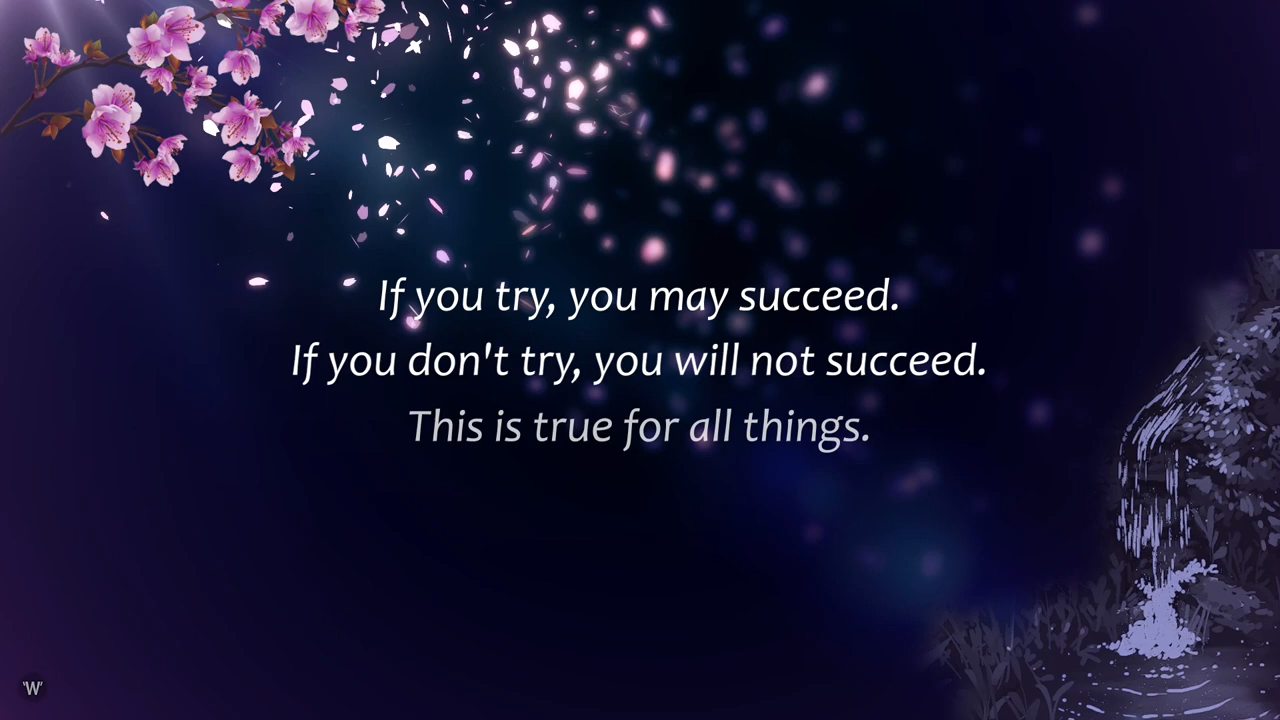 If you try, you may succeed.
If you don't try, you will not succeed.
This is true for all things.
'W'